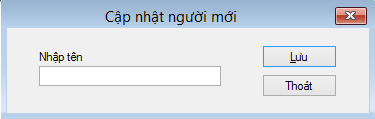 Cập nhật người mới
Nhập tên
Lưu
Thoát